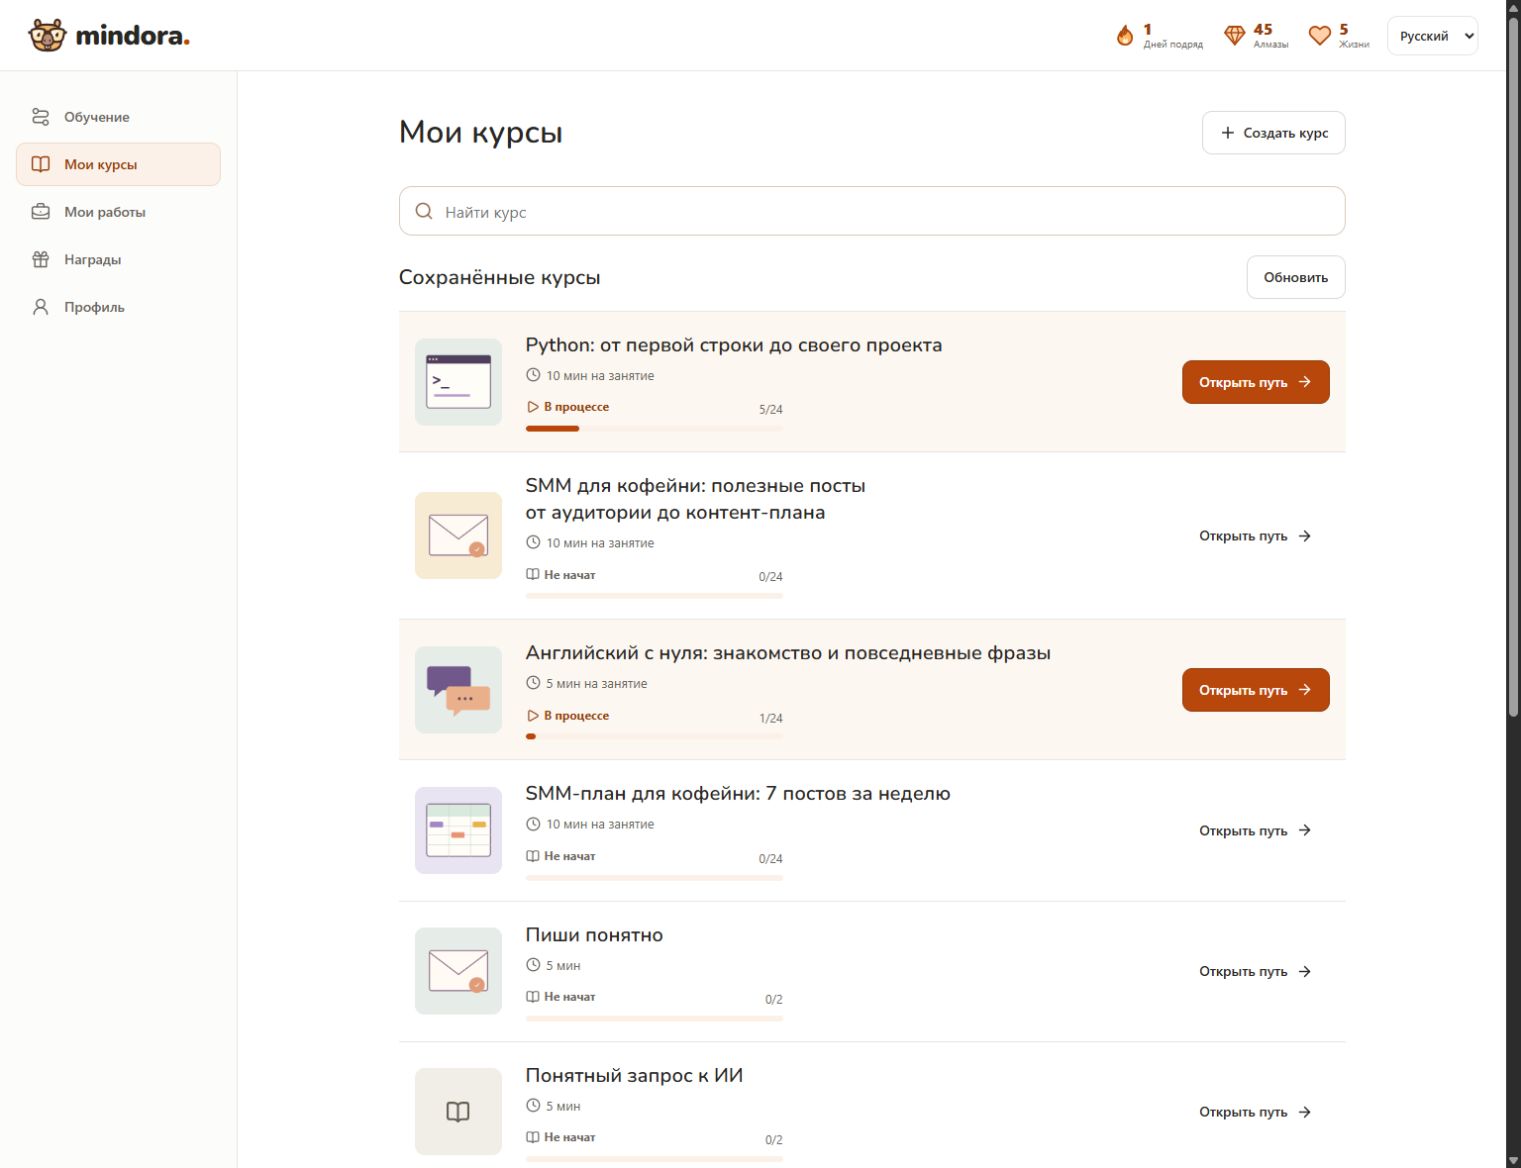 mindora.
1
Дней подряд
45
Алмазы
5
Жизни
Русский
Обучение
Мои курсы
Мои работы
Награды
Профиль
Мои курсы
+ Создать курс
Найти курс
Сохранённые курсы
Обновить
>_
Python: от первой строки до своего проекта
10 мин на занятие
В процессе
5/24
Открыть путь →
SMM для кофейни: полезные посты
от аудитории до контент-плана
10 мин на занятие
Не начат
0/24
Открыть путь →
Английский с нуля: знакомство и повседневные фразы
5 мин на занятие
В процессе
1/24
Открыть путь →
SMM-план для кофейни: 7 постов за неделю
10 мин на занятие
Не начат
0/24
Открыть путь →
Пиши понятно
5 мин
Не начат
0/2
Открыть путь →
Понятный запрос к ИИ
5 мин
Не начат
0/2
Открыть путь →